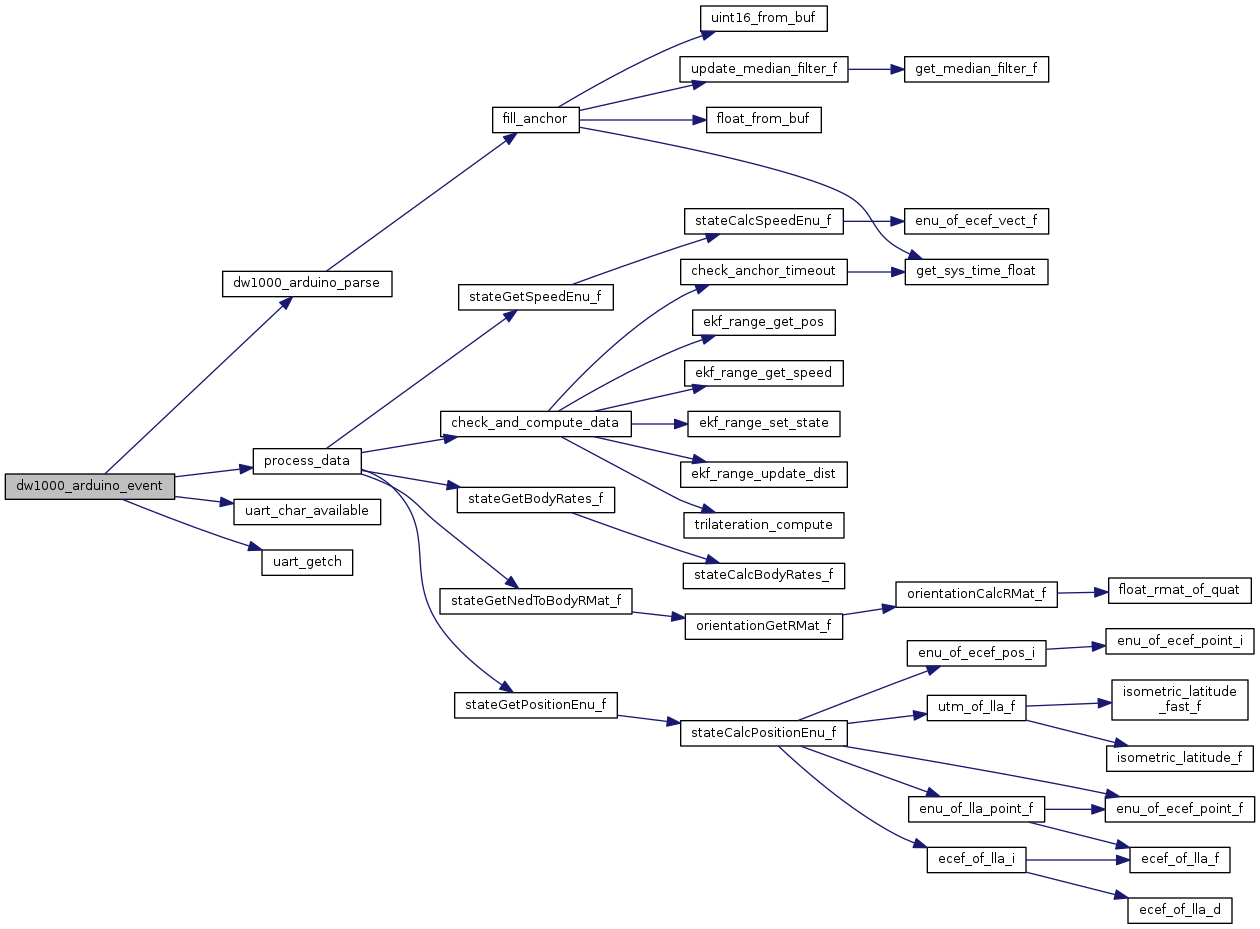 uint16_from_buf
update_median_filter_f
get_median_filter_f
fill_anchor
float_from_buf
stateCalcSpeedEnu_f
enu_of_ecef_vect_f
check_anchor_timeout
get_sys_time_float
dw1000_arduino_parse
stateGetSpeedEnu_f
ekf_range_get_pos
ekf_range_get_speed
check_and_compute_data
ekf_range_set_state
process_data
ekf_range_update_dist
dw1000_arduino_event
stateGetBodyRates_f
uart_char_available
trilateration_compute
uart_getch
stateCalcBodyRates_f
stateGetNedToBodyRMat_f
orientationGetRMat_f
orientationCalcRMat_f
float_rmat_of_quat
enu_of_ecef_pos_i
enu_of_ecef_point_i
stateGetPositionEnu_f
stateCalcPositionEnu_f
utm_of_lla_f
isometric_latitude
_fast_f
isometric_latitude_f
enu_of_lla_point_f
enu_of_ecef_point_f
ecef_of_lla_i
ecef_of_lla_f
ecef_of_lla_d